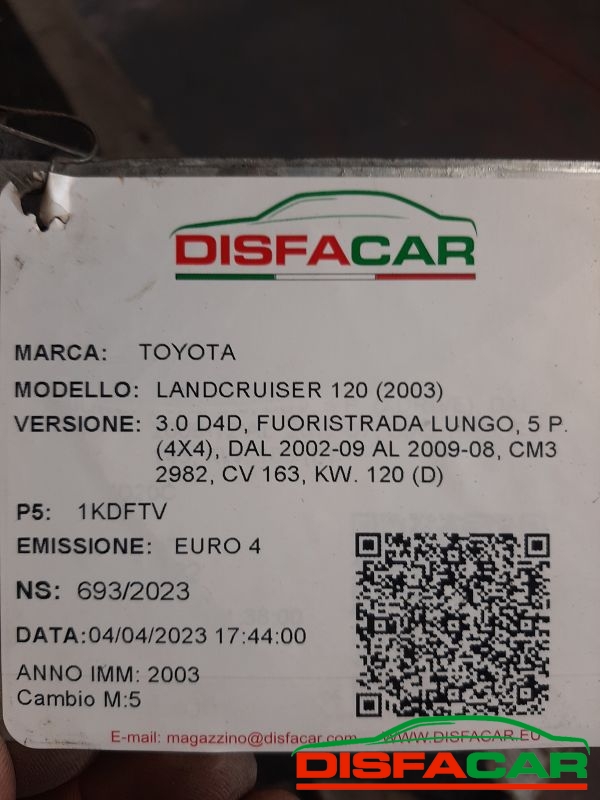 DISFACAR
MARCA: TOYOTA
MODELLO: LANDCRUISER 120 (2003)
VERSIONE: 3.0 D4D, FUORISTRADA LUNGO, 5 P.
(4X4), DAL 2002-09 AL 2009-08, CM3
2982, CV 163, KW. 120 (D)
P5: 1KDFTV
EMISSIONE: EURO 4
NS: 693/2023
DATA:04/04/2023 17:44:00
ANNO IMM: 2003
Cambio M:5
E-mail: magazzino@disfacar.com - WWW.DISFACAR.EU
DISFACAR